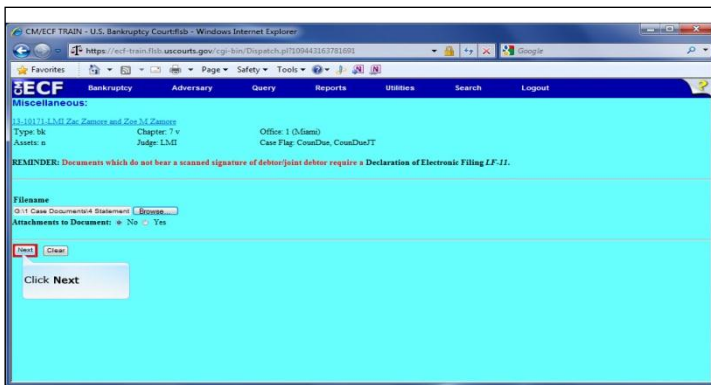 CM/ECF TRAIN - U.S. Bankruptcy Court:flsb - Windows Internet Explorer
https://ecf-train.flsb.uscourts.gov/cgi-bin/Dispatch.pl?109443163781691
Google
Favorites Page Safety Tools
ECF Bankruptcy Adversary Query Reports Utilities Search Logout
Miscellaneous:
13-10171-LMI Zac Zamore and Zoe M Zamore
Type: bk Chapter: 7 v Office: 1 (Miami)
Assets: n Judge: LMI Case Flag: CounDue, CounDueJT
REMINDER: Documents which do not bear a scanned signature of debtor/joint debtor require a Declaration of Electronic Filing LF-11.
Filename
G:\1 Case Documents\4 Statement Browse...
Attachments to Document: No Yes
Next Clear
Click Next